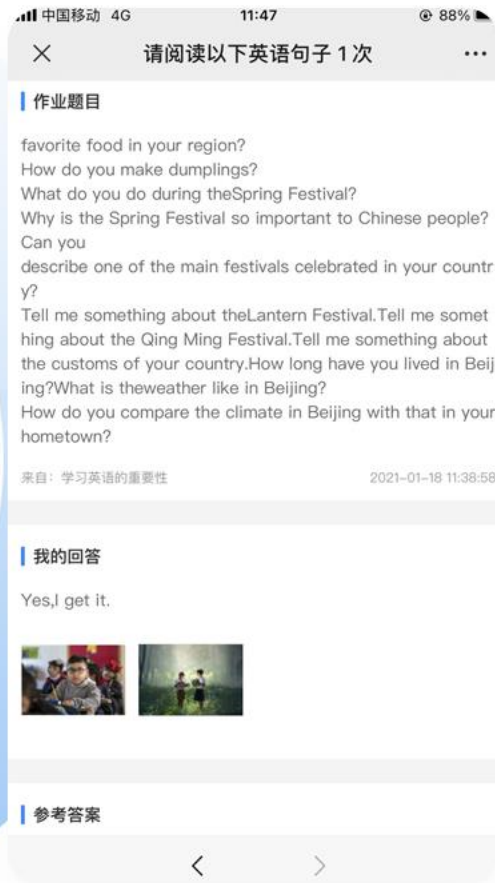 中国移动 4G 11:47 88%
请阅读以下英语句子 1 次
作业题目
favorite food in your region?
How do you make dumplings?
What do you do during theSpring Festival?
Why is the Spring Festival so important to Chinese people?
Can you
describe one of the main festivals celebrated in your countr
y?
Tell me something about theLantern Festival.Tell me somet
hing about the Qing Ming Festival.Tell me something about
the customs of your country.How long have you lived in Beij
ing?What is theweather like in Beijing?
How do you compare the climate in Beijing with that in your
hometown?
来自：学习英语的重要性 2021-01-18 11:38:58
我的回答
Yes,I get it.
参考答案